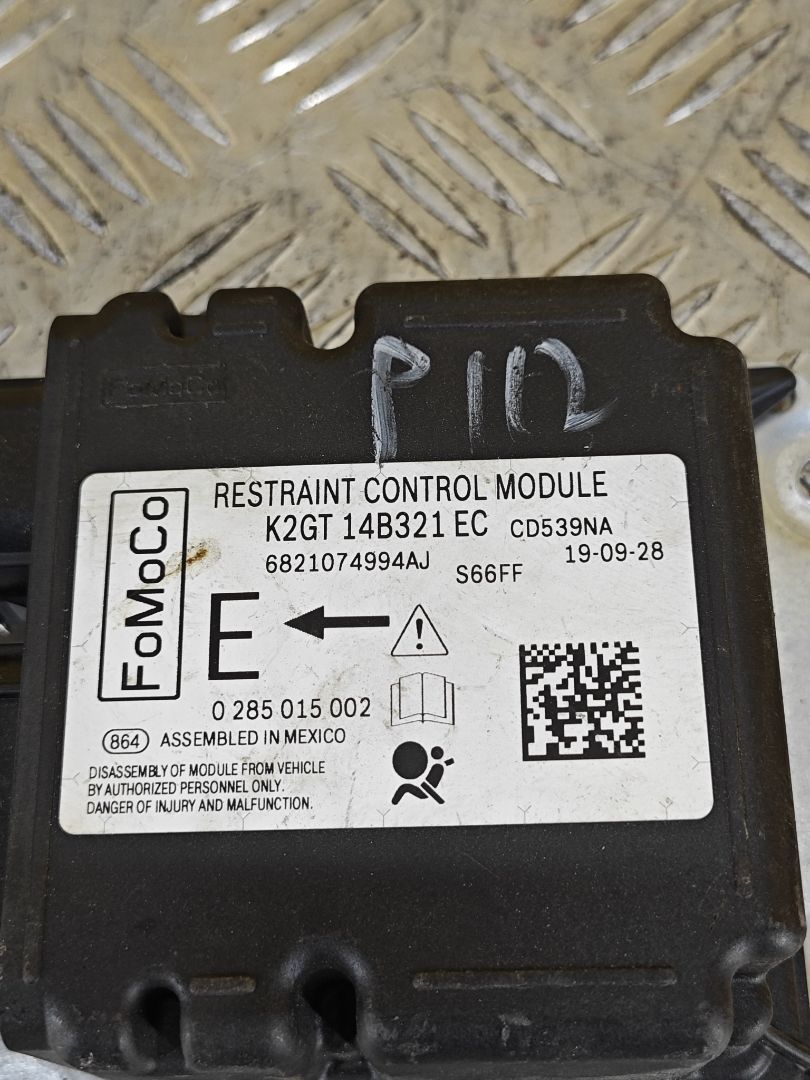 FoMoCo
P112
FoMoCo
RESTRAINT CONTROL MODULE
K2GT 14B321 EC CD539NA
6821074994AJ S66FF 19-09-28
E
0 285 015 002
864 ASSEMBLED IN MEXICO
DISASSEMBLY OF MODULE FROM VEHICLE
BY AUTHORIZED PERSONNEL ONLY.
DANGER OF INJURY AND MALFUNCTION.